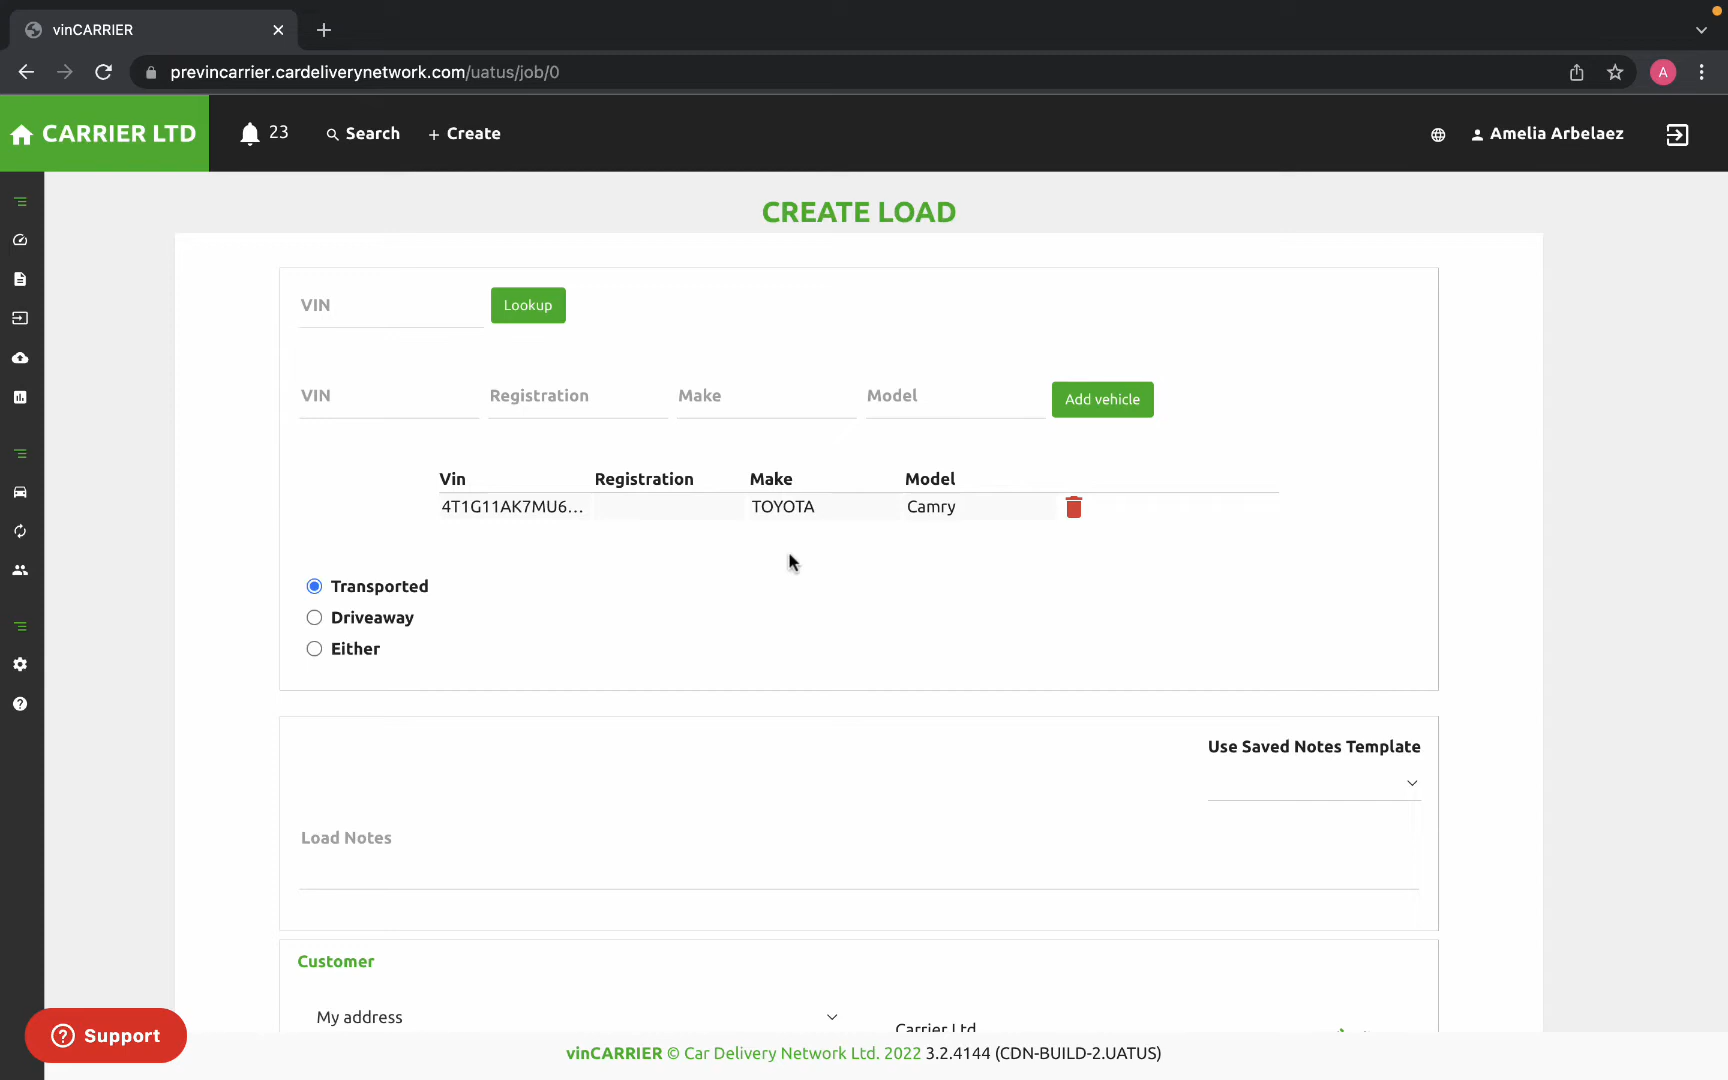 vinCARRIER
previncarrier.cardeliverynetwork.com/uatus/job/0
A
CARRIER LTD
23
Search
+ Create
Amelia Arbelaez
CREATE LOAD
VIN
Lookup
VIN
Registration
Make
Model
Add vehicle
Vin Registration Make Model
4T1G11AK7MU6... TOYOTA Camry
Transported
Driveaway
Either
Use Saved Notes Template
Load Notes
Customer
My address
Carrier Ltd
Support
vinCARRIER © Car Delivery Network Ltd. 2022 3.2.4144 (CDN-BUILD-2.UATUS)